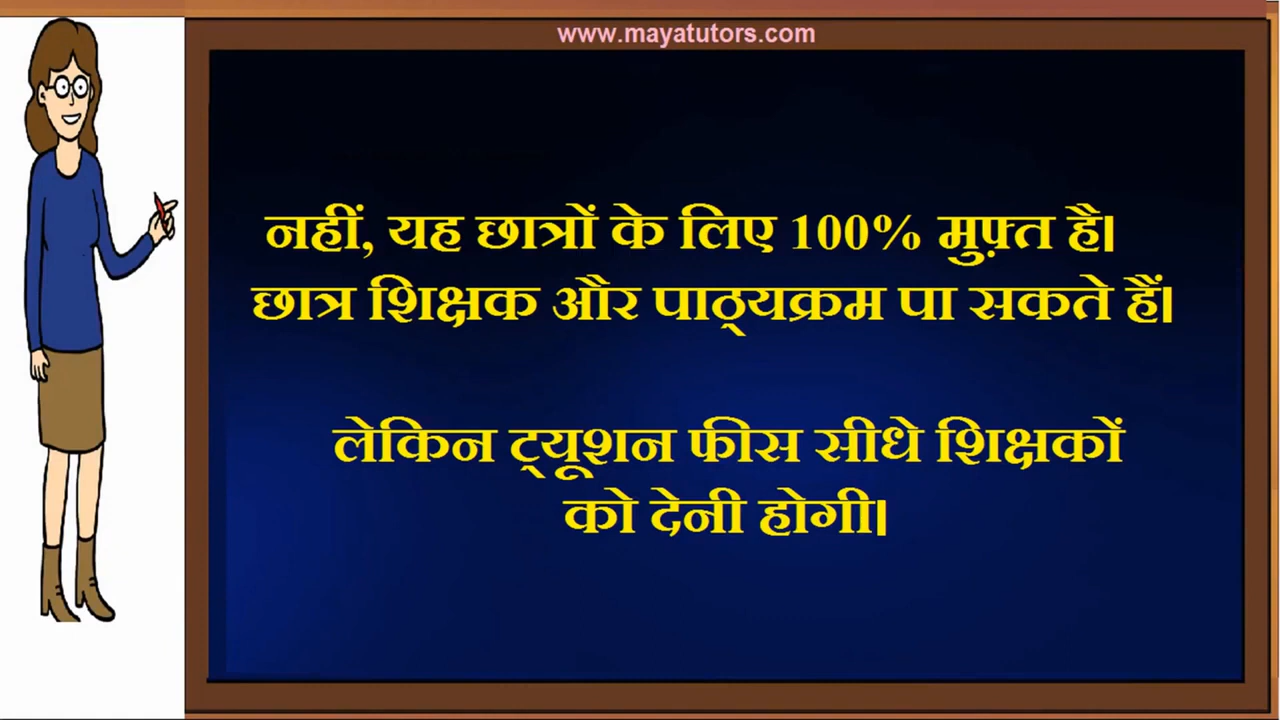 www.mayatutors.com
नहीं, यह छात्रों के लिए 100% मुफ़्त है।
छात्र शिक्षक और पाठ्यक्रम पा सकते हैं।
लेकिन ट्यूशन फीस सीधे शिक्षकों
को देनी होगी।